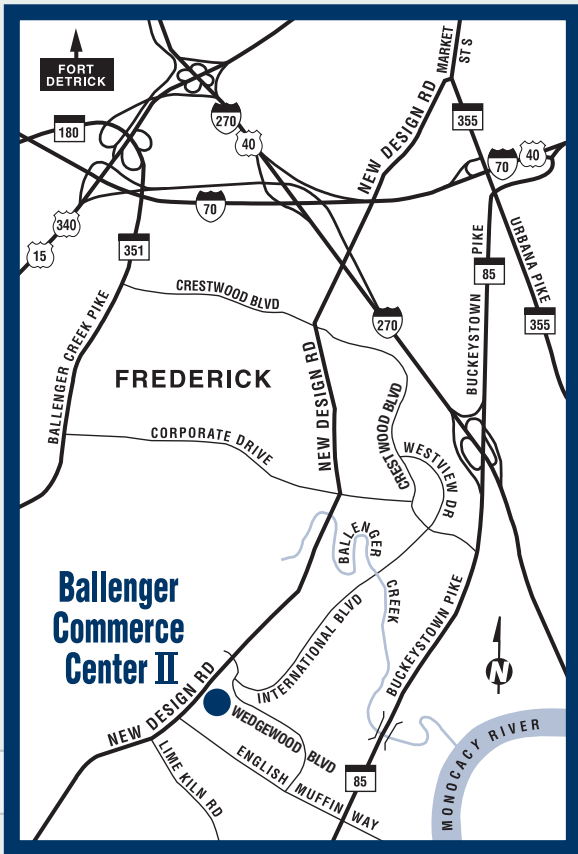 FORT
DETRICK
MARKET
ST S
NEW DESIGN RD
355
180
270
40
40
70
70
340
15
351
PIKE
URBANA PIKE
85
BUCKEYSTOWN
CRESTWOOD BLVD
270
355
BALLENGER CREEK PIKE
FREDERICK
NEW DESIGN RD
CRESTWOOD BLVD
CORPORATE DRIVE
WESTVIEW DR
BALLENGER
CREEK
Ballenger
Commerce
Center II
INTERNATIONAL BLVD
BUCKEYSTOWN PIKE
N
NEW DESIGN RD
WEDGEWOOD BLVD
LIME KILN RD
ENGLISH MUFFIN WAY
85
MONOCACY RIVER